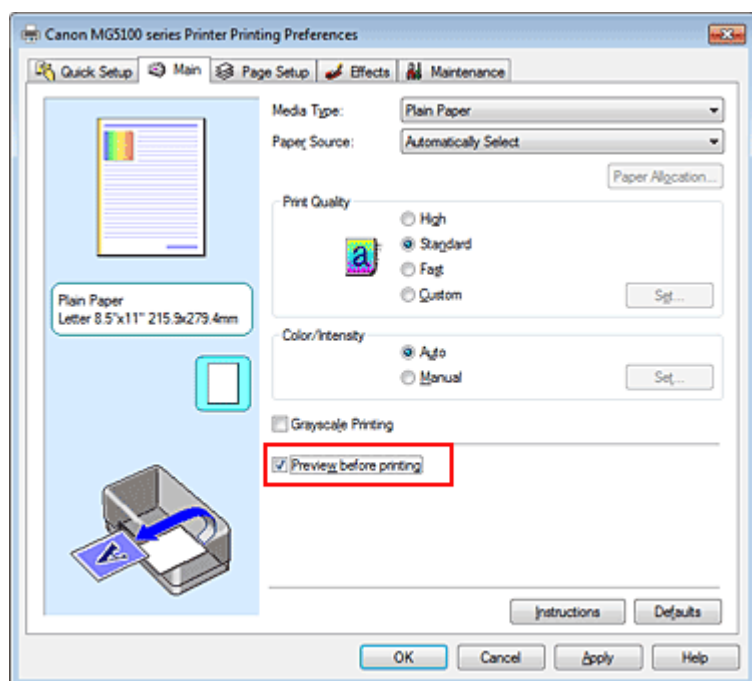 Canon MG5100 series Printer Printing Preferences
Quick Setup Main Page Setup Effects Maintenance
Media Type: Plain Paper
Paper Source: Automatically Select
Paper Allocation...
Print Quality
High
a Standard
Fast
Custom Set...
Plain Paper
Letter 8.5"x11" 215.9x279.4mm
Color/Intensity
Auto
Manual Set...
Grayscale Printing
Preview before printing
A
Instructions Defaults
OK Cancel Apply Help